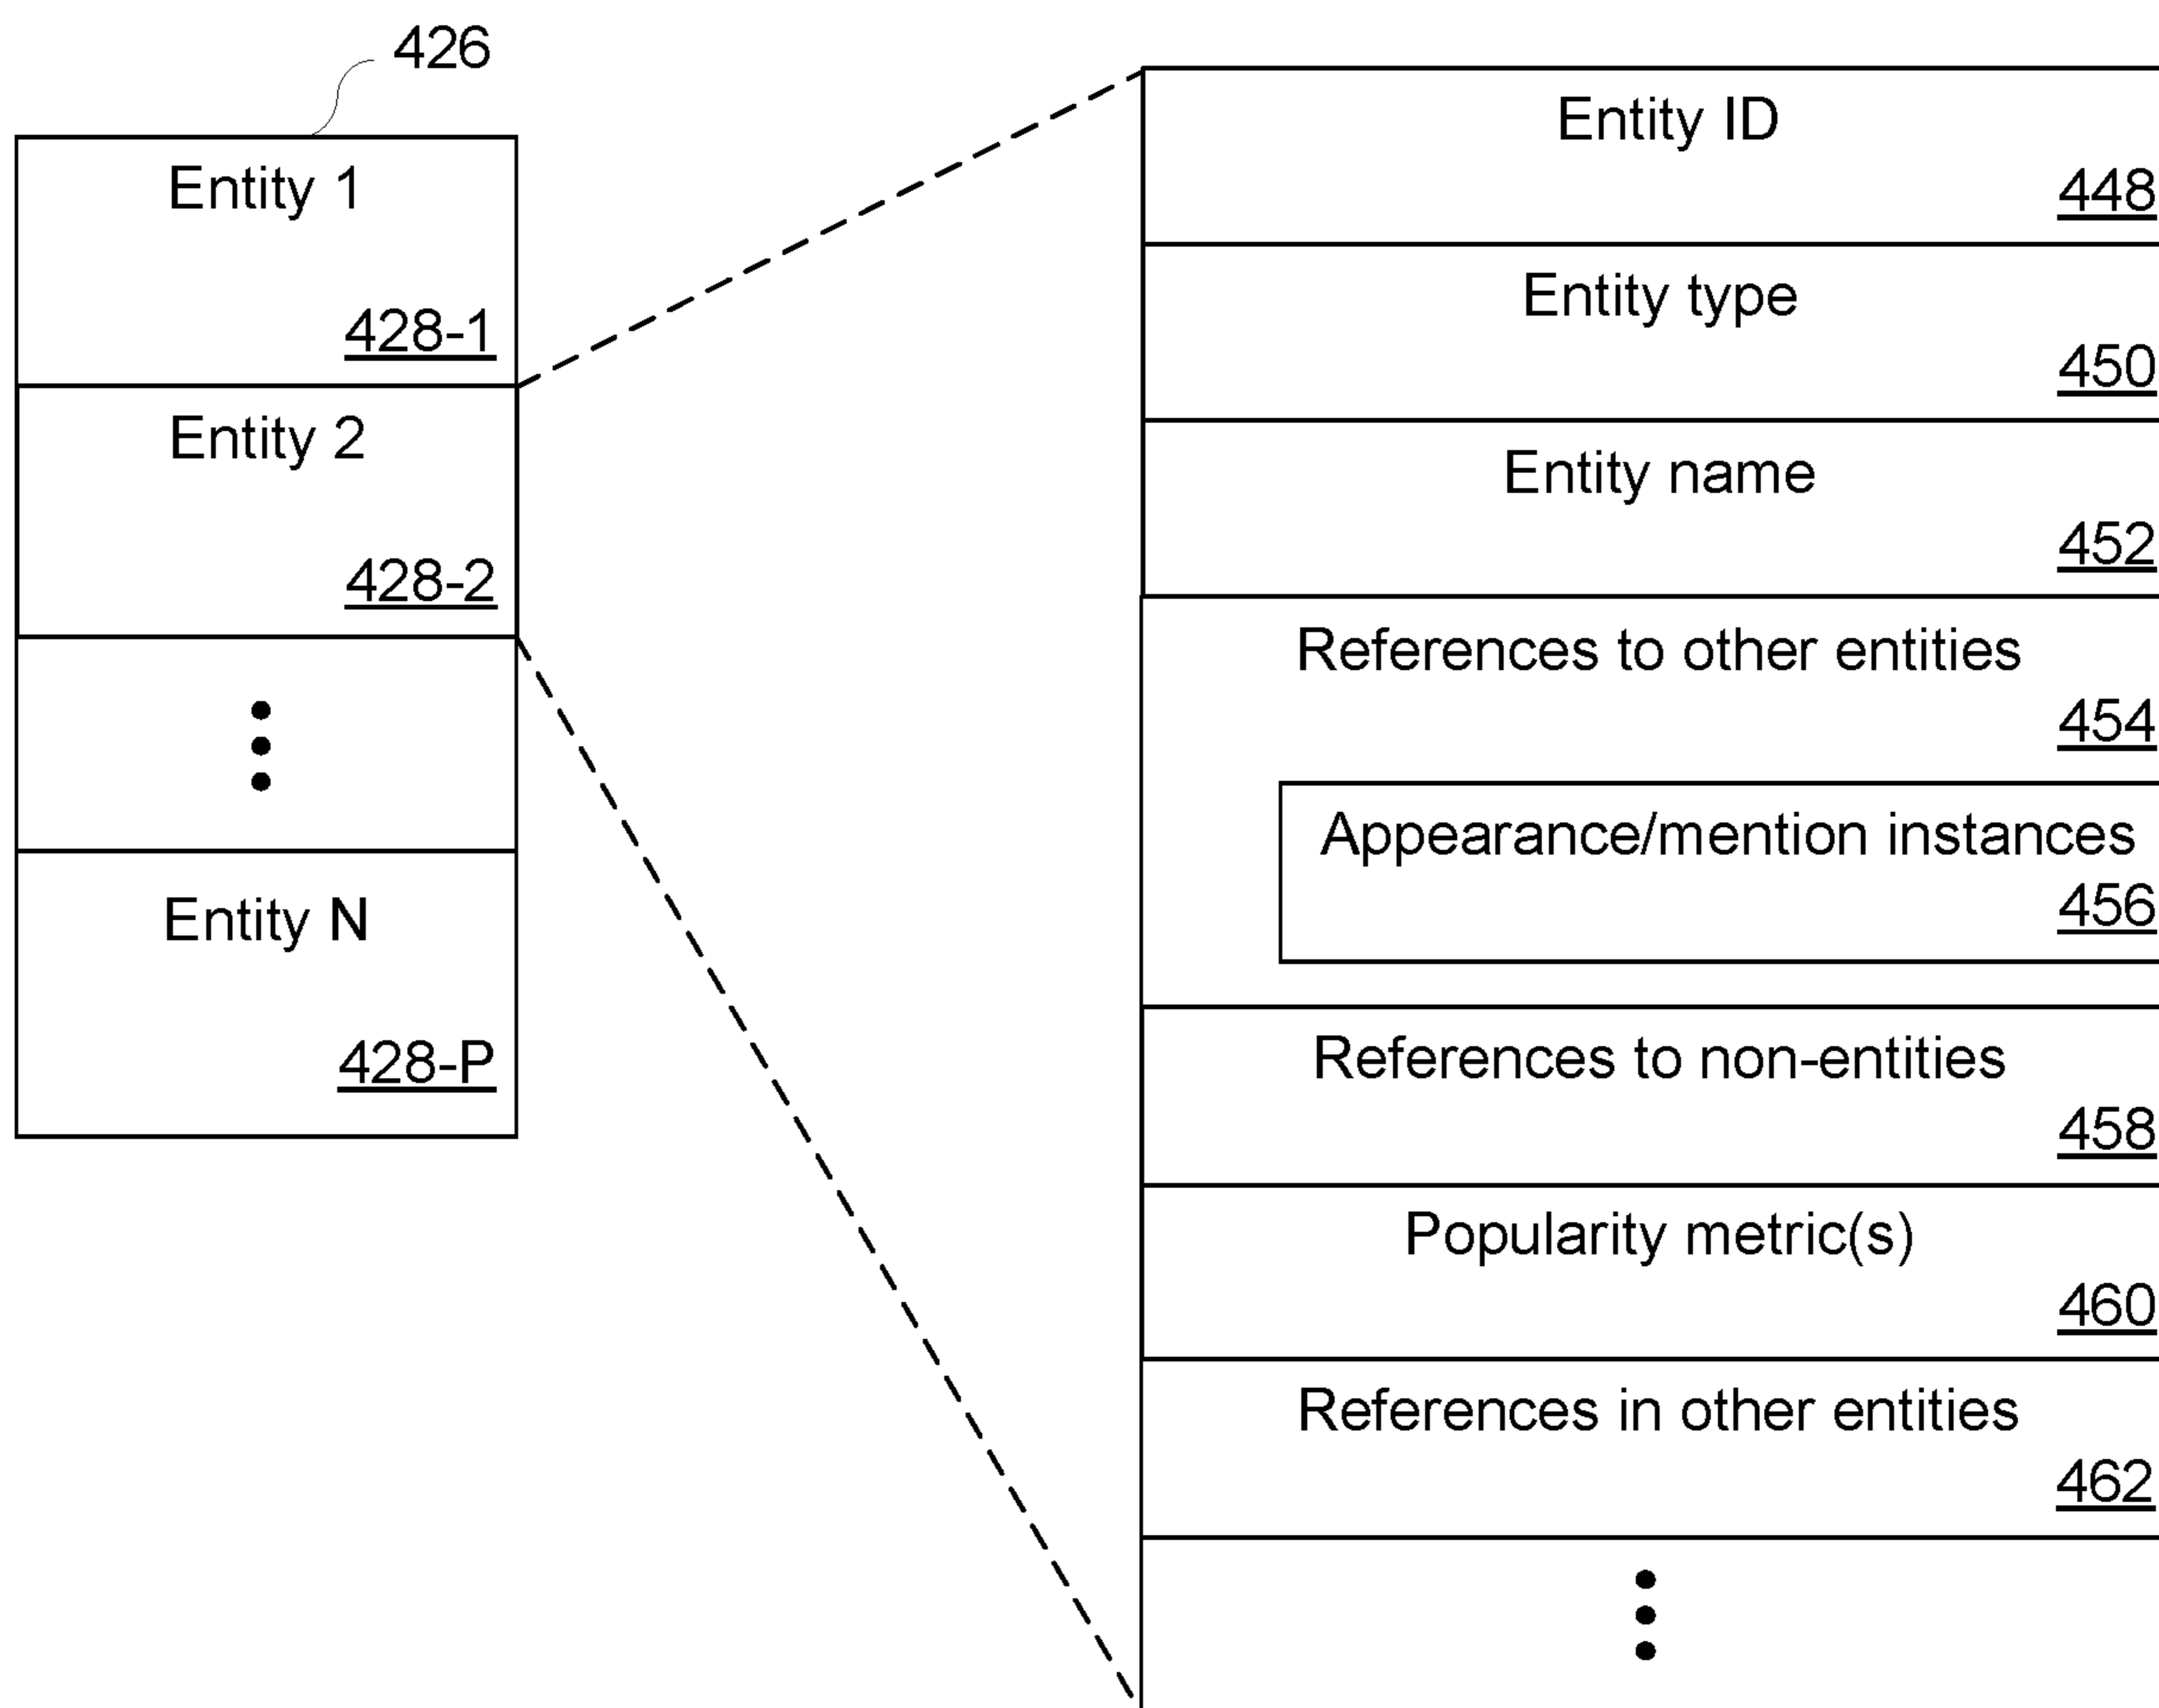 426
Entity 1
428-1
Entity 2
428-2
Entity N
428-P
Entity ID
448
Entity type
450
Entity name
452
References to other entities
454
Appearance/mention instances
456
References to non-entities
458
Popularity metric(s)
460
References in other entities
462